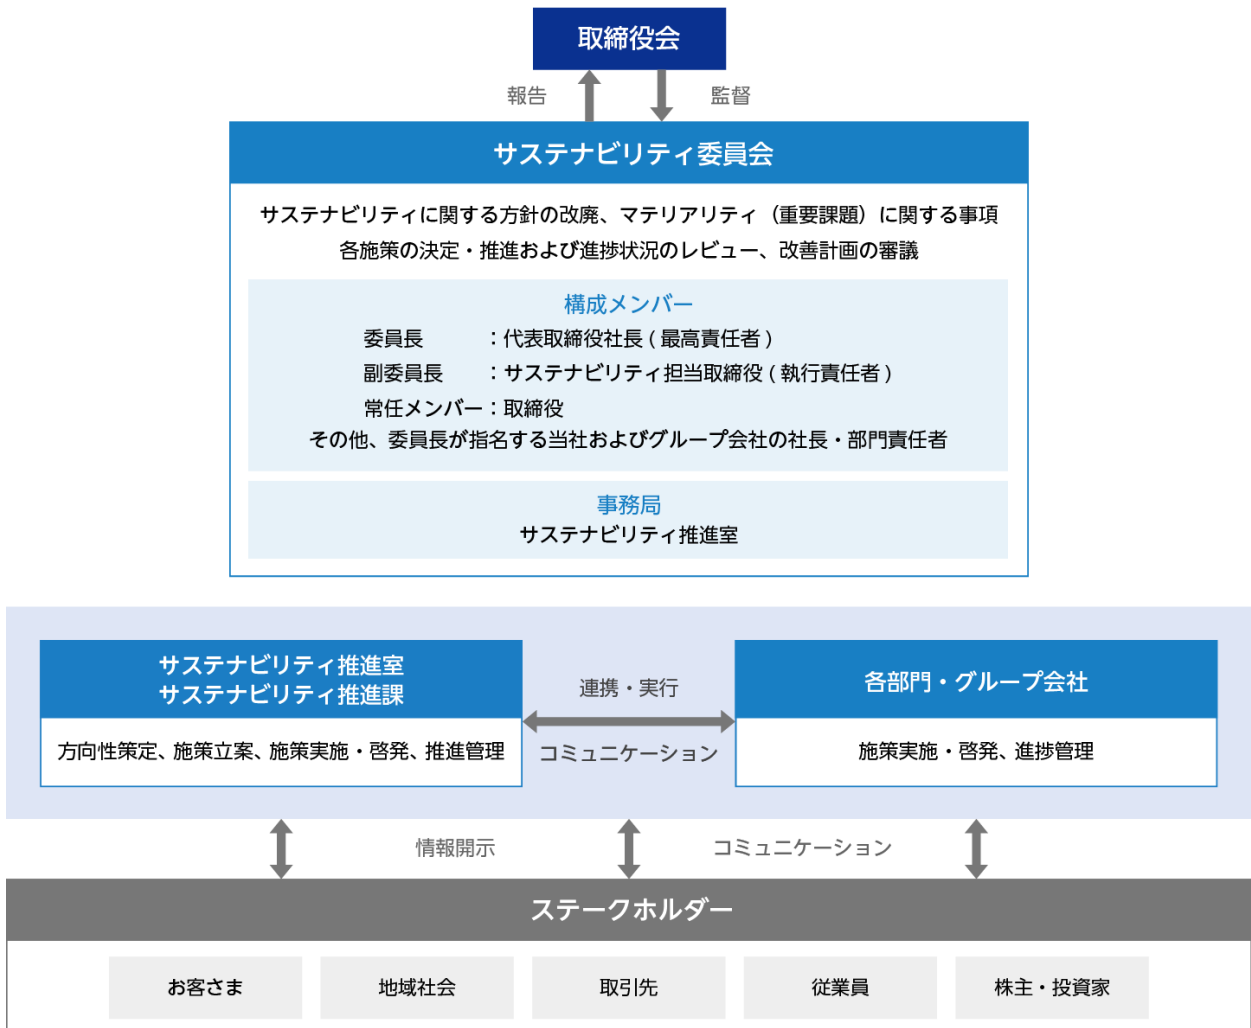 取締役会
報告
監督
サステナビリティ委員会
サステナビリティに関する方針の改廃、マテリアリティ（重要課題）に関する事項
各施策の決定・推進および進捗状況のレビュー、改善計画の審議
構成メンバー
委員長　　　：代表取締役社長 ( 最高責任者 )
副委員長　　：サステナビリティ担当取締役 ( 執行責任者 )
常任メンバー：取締役
その他、委員長が指名する当社およびグループ会社の社長・部門責任者
事務局
サステナビリティ推進室
サステナビリティ推進室
サステナビリティ推進課
方向性策定、施策立案、施策実施・啓発、推進管理
連携・実行
コミュニケーション
各部門・グループ会社
施策実施・啓発、進捗管理
情報開示
コミュニケーション
ステークホルダー
お客さま
地域社会
取引先
従業員
株主・投資家